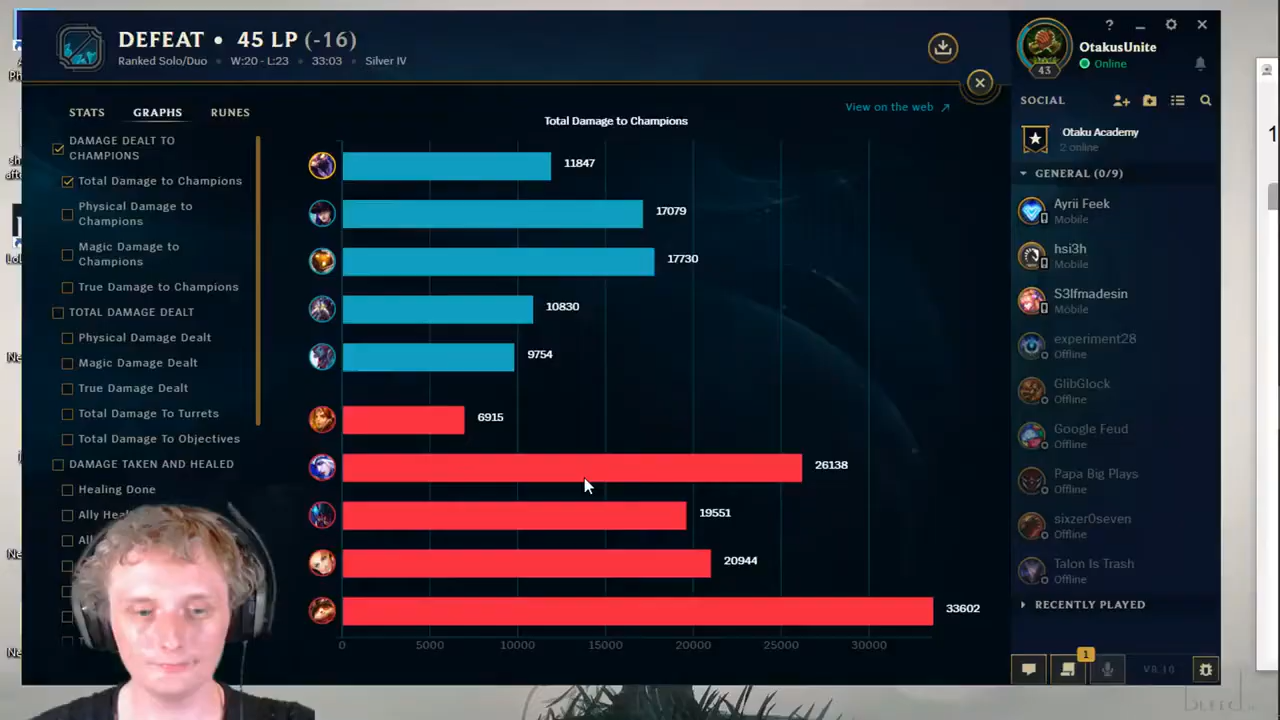 DEFEAT • 45 LP (-16)
Ranked Solo/Duo W:20 - L:23 33:03 Silver IV
STATS GRAPHS RUNES
View on the web
DAMAGE DEALT TO
CHAMPIONS
Total Damage to Champions
Physical Damage to
Champions
Magic Damage to
Champions
True Damage to Champions
TOTAL DAMAGE DEALT
Physical Damage Dealt
Magic Damage Dealt
True Damage Dealt
Total Damage To Turrets
Total Damage To Objectives
DAMAGE TAKEN AND HEALED
Healing Done
Total Damage to Champions
11847
17079
17730
10830
9754
6915
26138
19551
20944
33602
0 5000 10000 15000 20000 25000 30000
?
43
OtakusUnite
Online
SOCIAL
Otaku Academy
2 online
GENERAL (0/9)
Ayrii Feek
Mobile
hsi3h
Mobile
S3lfmadesin
Mobile
experiment28
Offline
GlibGlock
Offline
Google Feud
Offline
Papa Big Plays
Offline
sixzer0seven
Offline
Talon Is Trash
Offline
RECENTLY PLAYED
1
V8.10